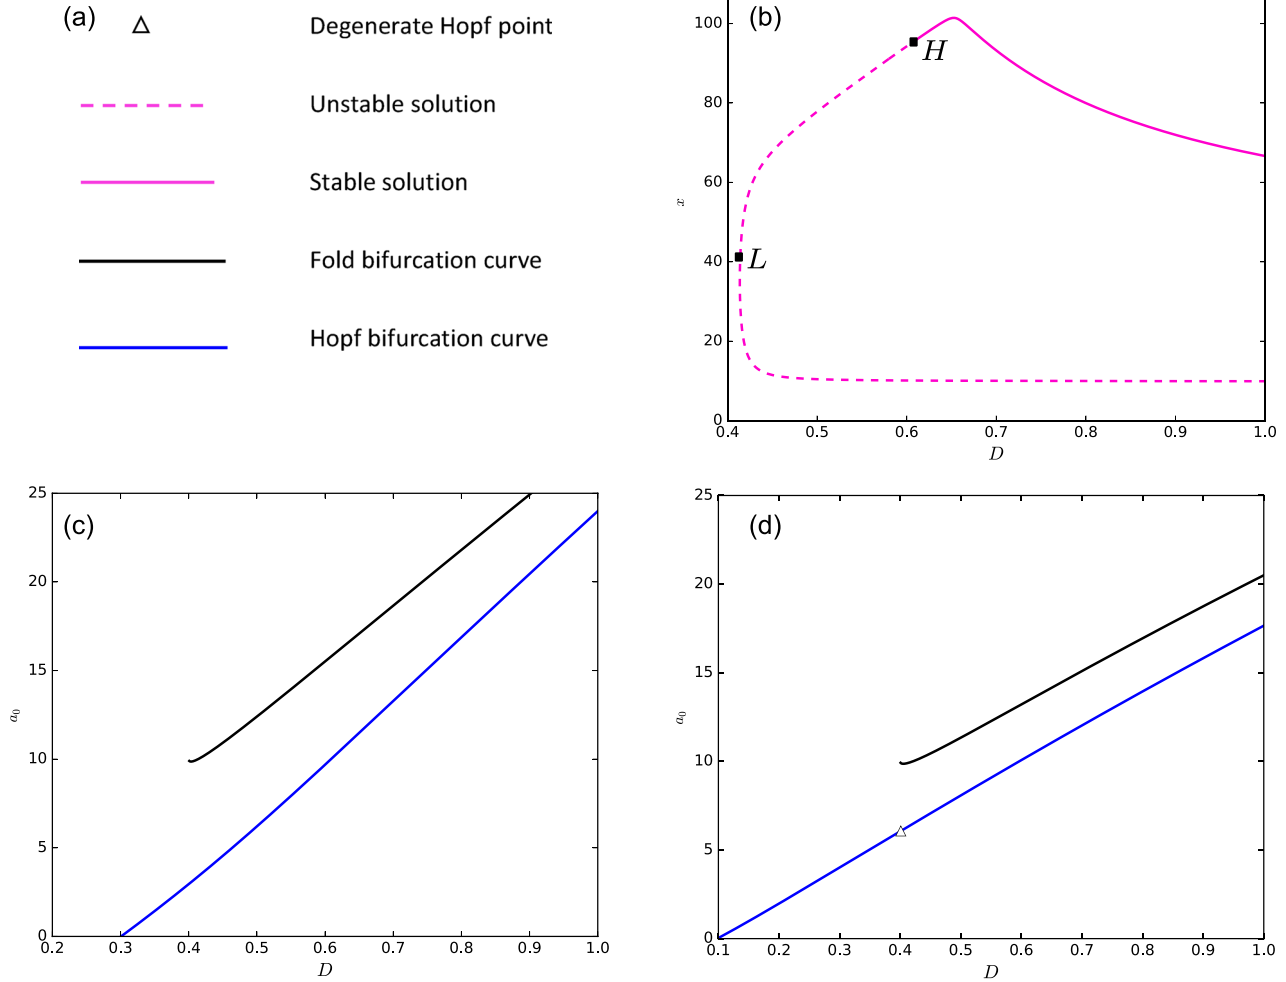 (a)
Degenerate Hopf point
Unstable solution
Stable solution
Fold bifurcation curve
Hopf bifurcation curve
(b)
100
80
60
40
20
0
x
H
L
0.4 0.5 0.6 0.7 0.8 0.9 1.0
D
(c)
25
20
15
10
5
0
a0
0.2 0.3 0.4 0.5 0.6 0.7 0.8 0.9 1.0
D
(d)
25
20
15
10
5
0
a0
0.1 0.2 0.3 0.4 0.5 0.6 0.7 0.8 0.9 1.0
D